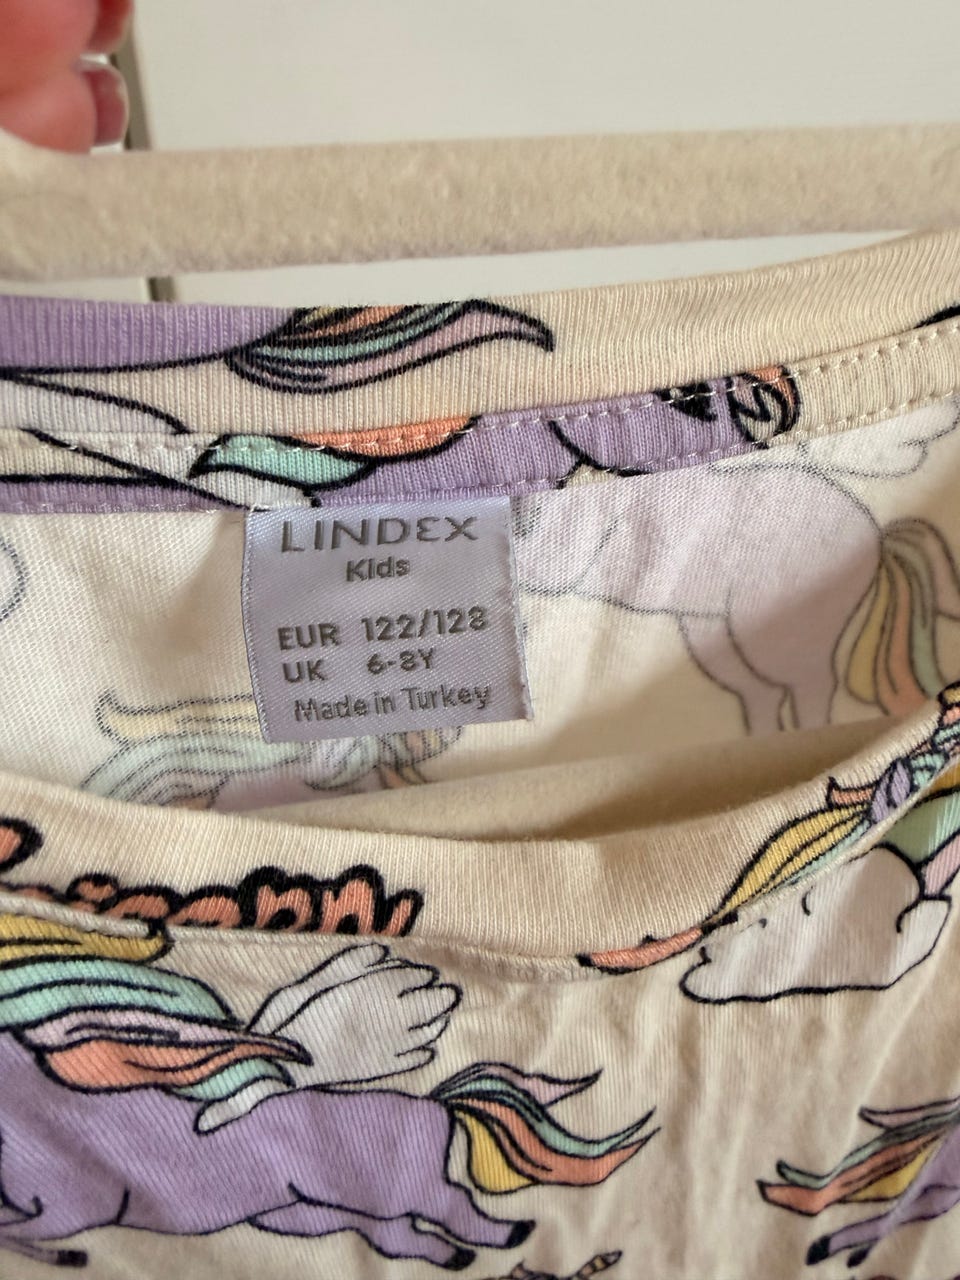 LINDEX
Kids
EUR 122/128
UK 6-8Y
Made in Turkey